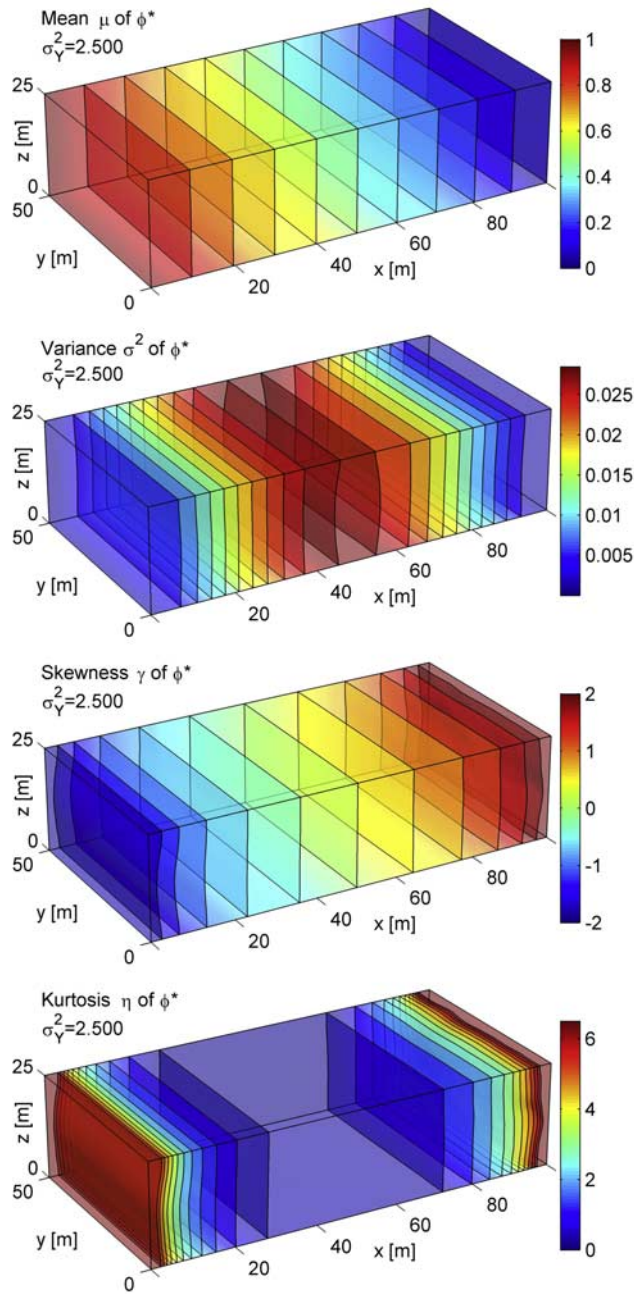 Mean μ of ϕ*
σ²_Y=2.500
25
z [m]
0
50
y [m]
0
20
40
60
80
x [m]
1
0.8
0.6
0.4
0.2
0
Variance σ² of ϕ*
σ²_Y=2.500
25
z [m]
0
50
y [m]
0
20
40
60
80
x [m]
0.025
0.02
0.015
0.01
0.005
Skewness γ of ϕ*
σ²_Y=2.500
25
z [m]
0
50
y [m]
0
20
40
60
80
x [m]
2
1
0
-1
-2
Kurtosis η of ϕ*
σ²_Y=2.500
25
z [m]
0
50
y [m]
0
20
40
60
80
x [m]
6
4
2
0